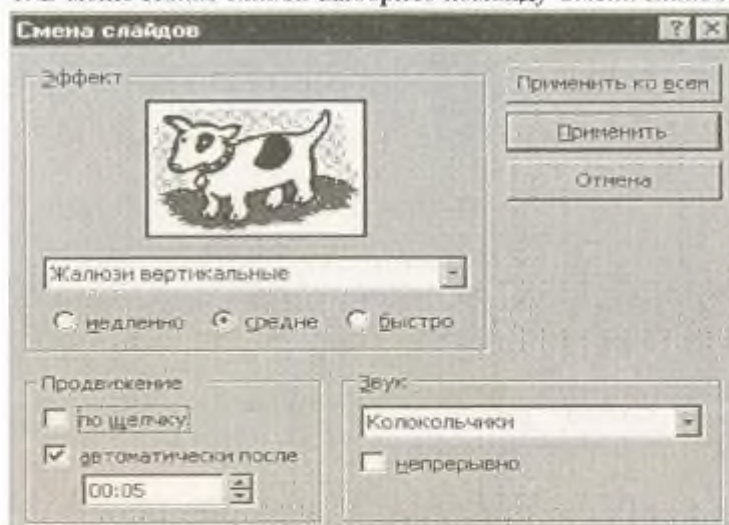 Смена слайдов
Эффект
Применить ко всем
Применить
Отмена
Жалюзи вертикальные
медленно средне быстро
Продвижение
по щелчку
автоматически после
00:05
Звук
Колокольчики
непрерывно